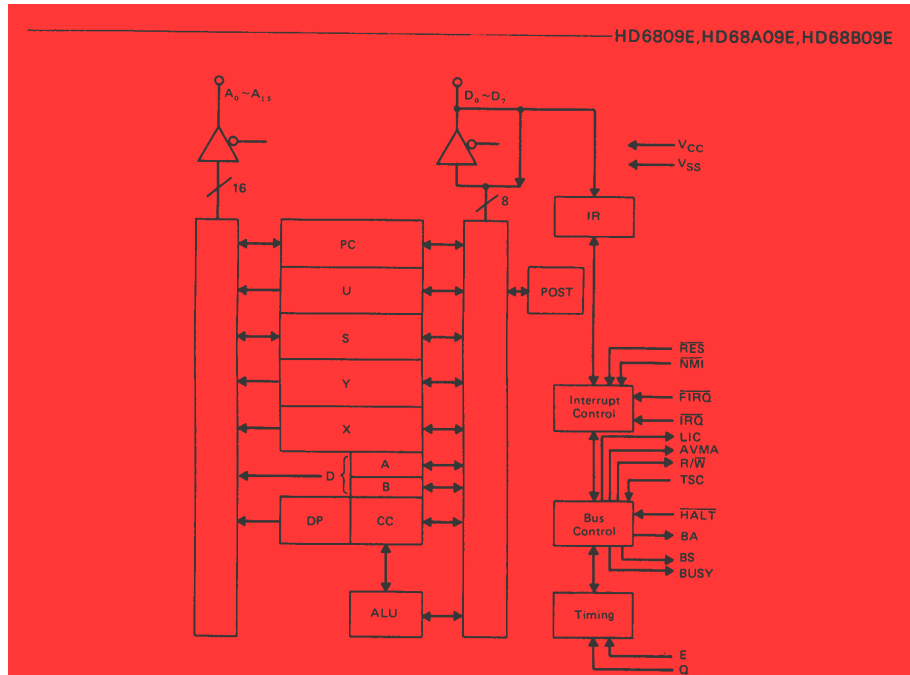 HD6809E,HD68A09E,HD68B09E
A₀~A₁₅
D₀~D₇
VCC
VSS
16
8
IR
PC
U
POST
S
RES
NMI
Y
FIRQ
Interrupt
Control
IRQ
X
LIC
AVMA
A
R/W
D
TSC
B
DP
CC
Bus
Control
HALT
BA
BS
BUSY
ALU
Timing
E
Q